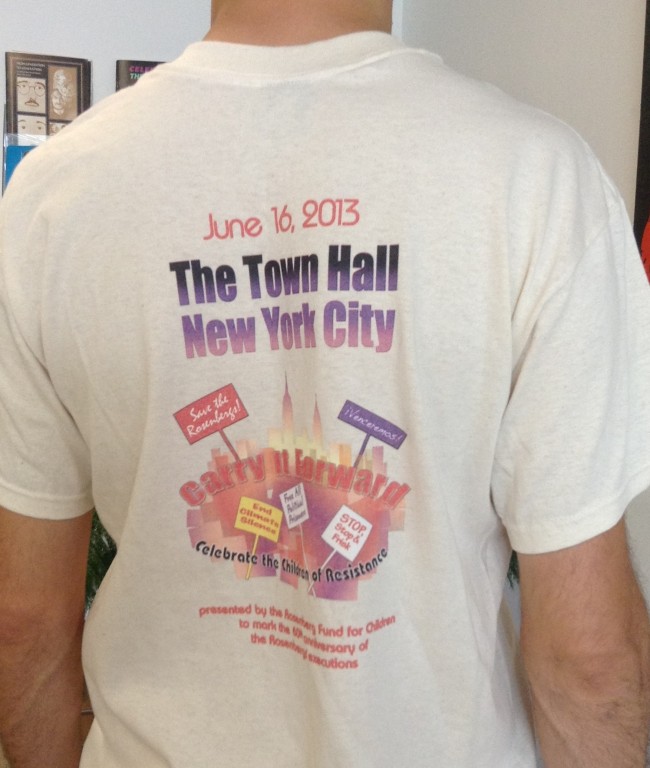 June 16, 2013
The Town Hall
New York City
Save the
Rosenbergs!
¡Venceremos!
Carry it Forward
End
Climate
Silence
Free All
Political
Prisoners
STOP
Stop &
Frisk
Celebrate the Children of Resistance
presented by the Rosenberg Fund for Children
to mark the 60th anniversary of
the Rosenberg executions